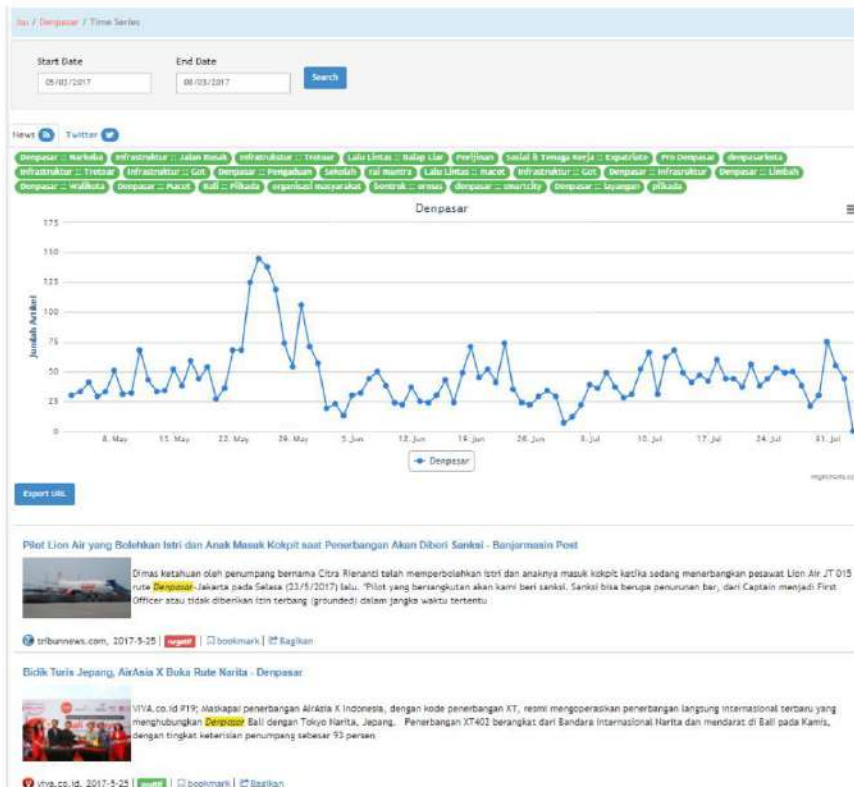 Isu / Denpasar / Time Series
Start Date End Date
05/03/2017 08/03/2017 Search
News Twitter
Denpasar :: Narkoba Infrastruktur :: Jalan Rusak Infrastrukstur :: Trotoar Lalu Lintas :: Balap Liar Perijinan Sosial & Tenaga Kerja :: Expatriate Pro Denpasar denpasarkota
Infrastruktur :: Trotoar Infrastruktur :: Got Denpasar :: Pengaduan Sekolah rai mantra Lalu Lintas :: macet Infrastruktur :: Got Denpasar :: Infrasruktur Denpasar :: Limbah
Denpasar :: Walikota Denpasar :: Macet Bali :: Pilkada organisasi masyarakat bentrok :: ormas denpasar :: smartcity Denpasar :: layangan pilkada
Denpasar
175
150
125
100
75
50
25
0
Jumlah Artikel
8. May 15. May 22. May 29. May 5. Jun 12. Jun 19. Jun 26. Jun 3. Jul 10. Jul 17. Jul 24. Jul 31. Jul
Denpasar
Export URL
Pilot Lion Air yang Bolehkan Istri dan Anak Masuk Kokpit saat Penerbangan Akan Diberi Sanksi - Banjarmasin Post
Dimas ketahuan oleh penumpang bernama Citra Rienanti telah memperbolehkan istri dan anaknya masuk kokpit ketika sedang menerbangkan pesawat Lion Air JT 015
rute Denpasar-Jakarta pada Selasa (23/5/2017) lalu. "Pilot yang bersangkutan akan kami beri sanksi. Sanksi bisa berupa penurunan bar, dari Captain menjadi First
Officer atau tidak diberikan izin terbang (grounded) dalam jangka waktu tertentu
tribunnews.com, 2017-5-25 | negatif | bookmark | Bagikan
Bidik Turis Jepang, AirAsia X Buka Rute Narita - Denpasar
VIVA.co.id #19; Maskapai penerbangan AirAsia X Indonesia, dengan kode penerbangan XT, resmi mengoperasikan penerbangan langsung internasional terbaru yang
menghubungkan Denpasar Bali dengan Tokyo Narita, Jepang. Penerbangan XT402 berangkat dari Bandara Internasional Narita dan mendarat di Bali pada Kamis,
dengan tingkat keterisian penumpang sebesar 93 persen
viva.co.id, 2017-5-25 | positif | bookmark | Bagikan